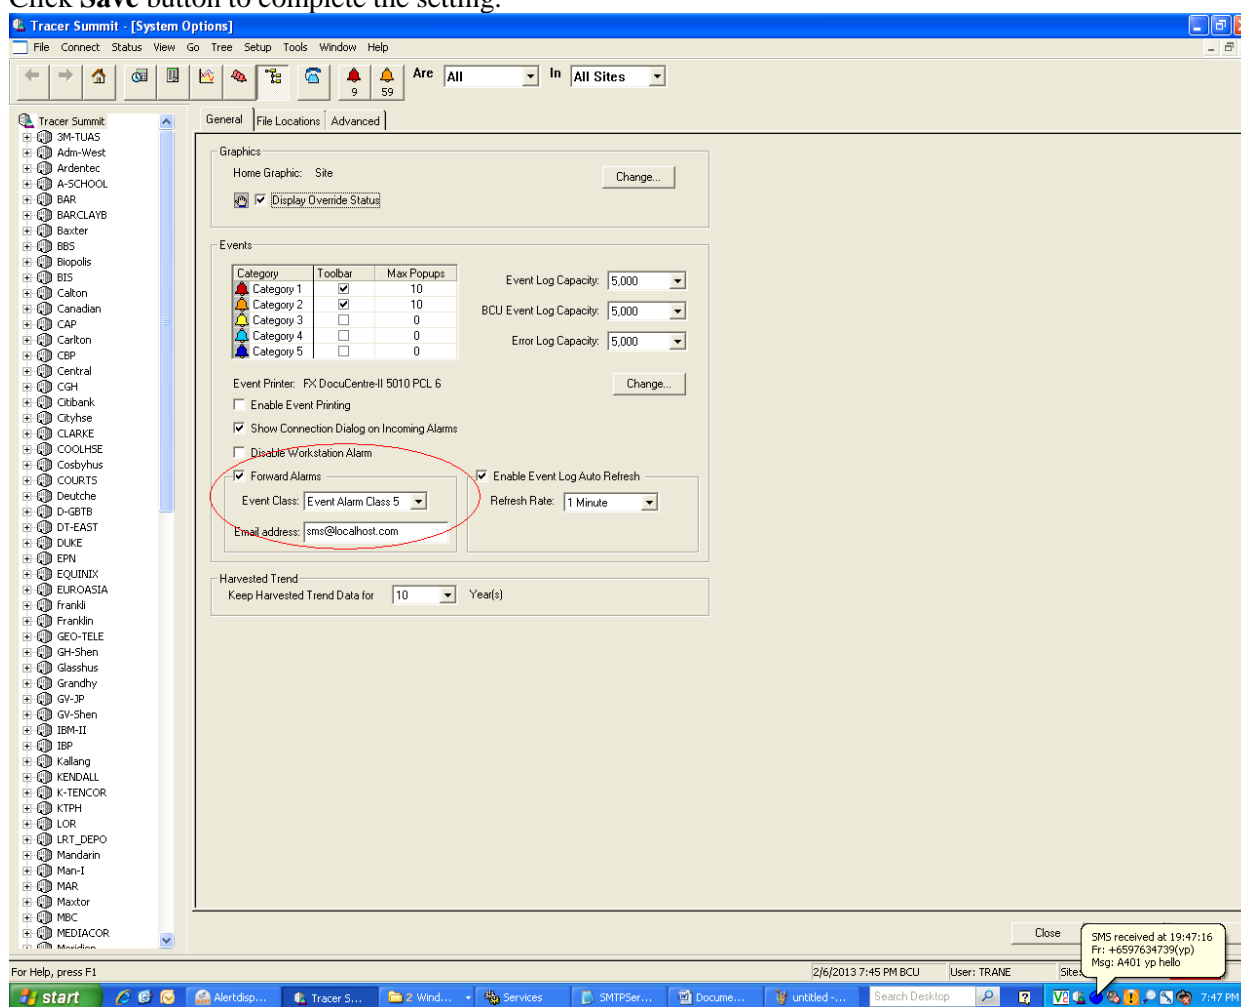 Click Save button to complete the setting.
Tracer Summit - [System Options]
File Connect Status View Go Tree Setup Tools Window Help
9 59 Are All In All Sites
Tracer Summit
3M-TUAS
Adm-West
Ardentec
A-SCHOOL
BAR
BARCLAYB
Baxter
BBS
Biopolis
BIS
Calton
Canadian
CAP
Carlton
CBP
Central
CGH
Citibank
Cityhse
CLARKE
COOLHSE
Cosbyhus
COURTS
Deutche
D-GBTB
DT-EAST
DUKE
EPN
EQUINIX
EUROASIA
frankli
Franklin
GEO-TELE
GH-Shen
Glasshus
Grandhy
GV-JP
GV-Shen
IBM-II
IBP
Kallang
KENDALL
K-TENCOR
KTPH
LOR
LRT_DEPO
Mandarin
Man-I
MAR
Maxtor
MBC
MEDIACOR
Meridien
General File Locations Advanced
Graphics
Home Graphic: Site Change...
Display Override Status
Events
Category Toolbar Max Popups
Category 1 10
Category 2 10
Category 3 0
Category 4 0
Category 5 0
Event Log Capacity: 5,000
BCU Event Log Capacity: 5,000
Error Log Capacity: 5,000
Event Printer: FX DocuCentre-II 5010 PCL 6 Change...
Enable Event Printing
Show Connection Dialog on Incoming Alarms
Disable Workstation Alarm
Forward Alarms
Event Class: Event Alarm Class 5
Email address: sms@localhost.com
Enable Event Log Auto Refresh
Refresh Rate: 1 Minute
Harvested Trend
Keep Harvested Trend Data for 10 Year(s)
Close
SMS received at 19:47:16
Fr: +6597634739(yp)
Msg: A401 yp hello
For Help, press F1 2/6/2013 7:45 PM BCU User: TRANE Site:
start Alertdisp... Tracer S... 2 Wind... Services SMTPSer... Docume... untitled -... Search Desktop 7:47 PM